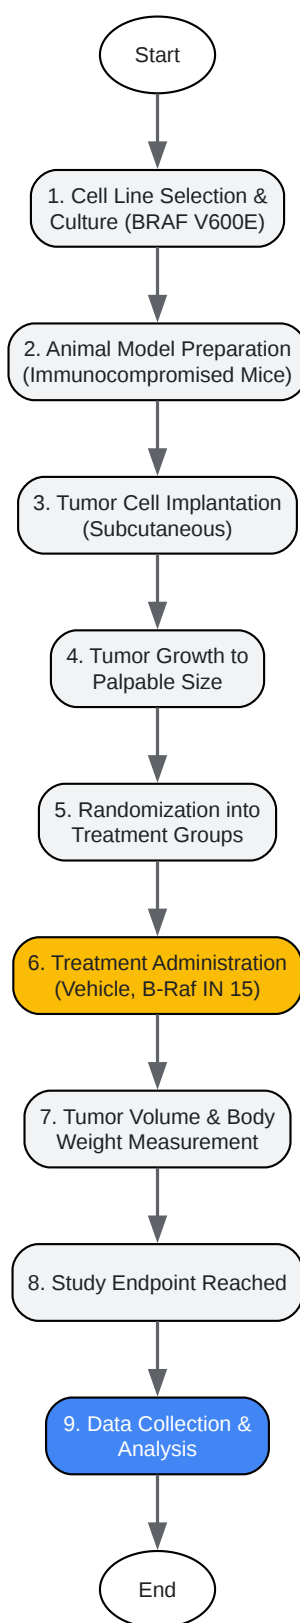 Start
1. Cell Line Selection &
Culture (BRAF V600E)
2. Animal Model Preparation
(Immunocompromised Mice)
3. Tumor Cell Implantation
(Subcutaneous)
4. Tumor Growth to
Palpable Size
5. Randomization into
Treatment Groups
6. Treatment Administration
(Vehicle, B-Raf IN 15)
7. Tumor Volume & Body
Weight Measurement
8. Study Endpoint Reached
9. Data Collection &
Analysis
End